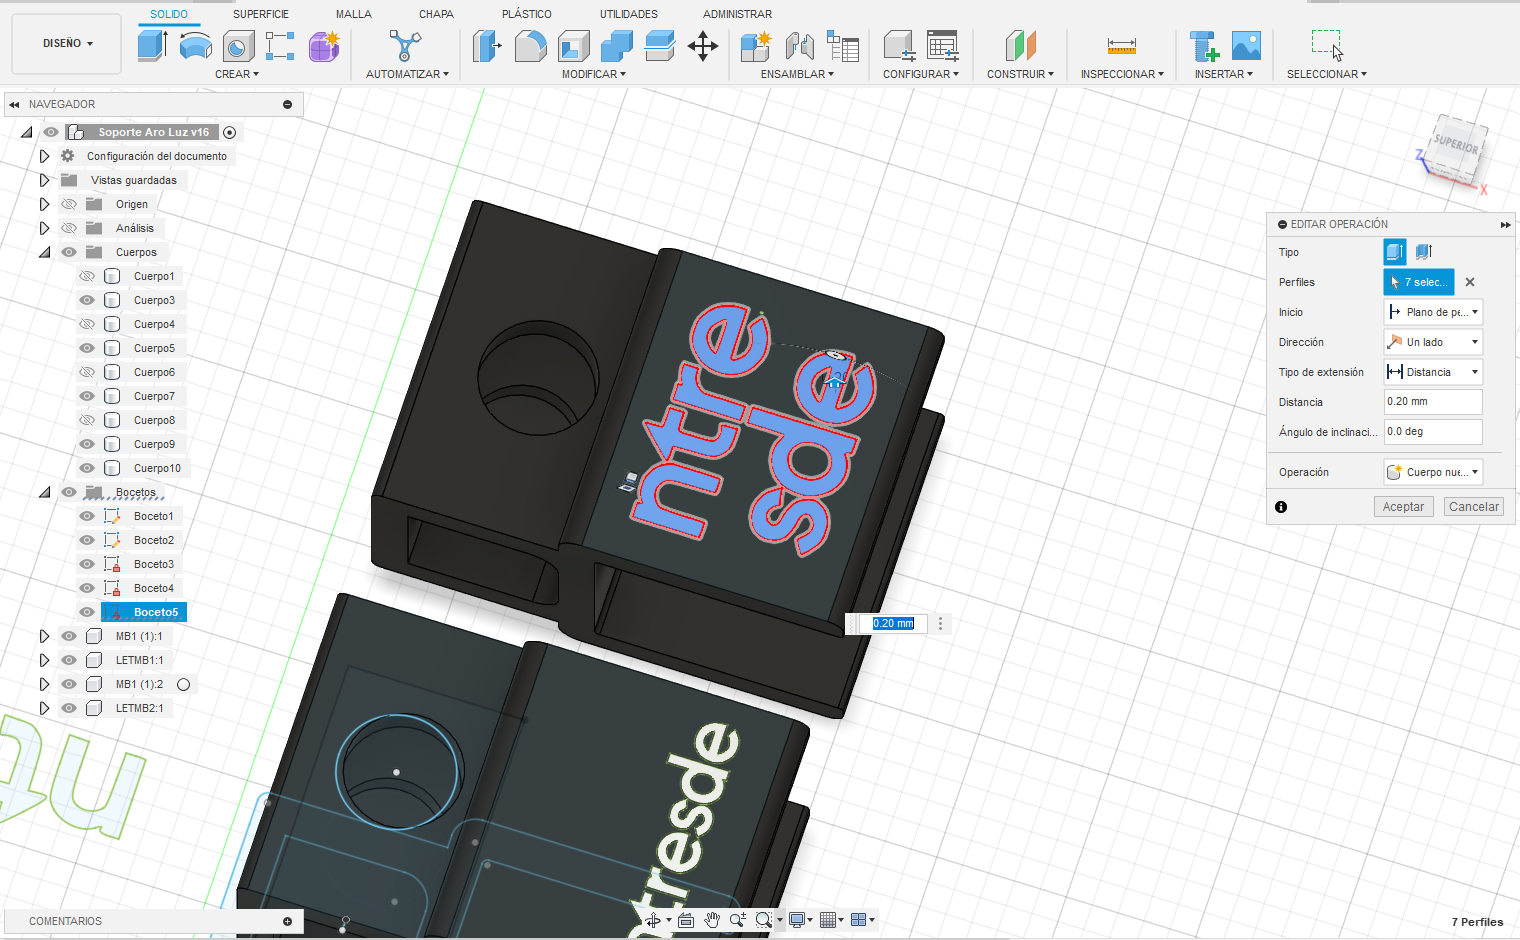 SOLIDO
SUPERFICIE
MALLA
CHAPA
PLÁSTICO
UTILIDADES
ADMINISTRAR
DISEÑO
CREAR
AUTOMATIZAR
MODIFICAR
ENSAMBLAR
CONFIGURAR
CONSTRUIR
INSPECCIONAR
INSERTAR
SELECCIONAR
NAVEGADOR
Soporte Aro Luz v16
Configuración del documento
Vistas guardadas
Origen
Análisis
Cuerpos
Cuerpo1
Cuerpo3
Cuerpo4
Cuerpo5
Cuerpo6
Cuerpo7
Cuerpo8
Cuerpo9
Cuerpo10
Bocetos
Boceto1
Boceto2
Boceto3
Boceto4
Boceto5
MB1 (1):1
LETMB1:1
MB1 (1):2
LETMB2:1
SUPERIOR
Z
X
ntre
sde
0.20 mm
ntresde
EDITAR OPERACIÓN
Tipo
Perfiles
7 selec...
Inicio
Plano de pe...
Dirección
Un lado
Tipo de extensión
Distancia
Distancia
0.20 mm
Ángulo de inclinaci...
0.0 deg
Operación
Cuerpo nue...
Aceptar
Cancelar
COMENTARIOS
7 Perfiles